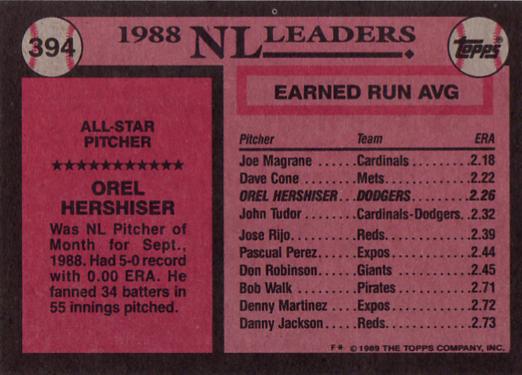 394
1988 NL LEADERS
Topps®
ALL-STAR
PITCHER
★★★★★★★★★★★
OREL
HERSHISER
Was NL Pitcher of
Month for Sept.,
1988. Had 5-0 record
with 0.00 ERA. He
fanned 34 batters in
55 innings pitched.
EARNED RUN AVG
Pitcher Team ERA
Joe Magrane......Cardinals..........2.18
Dave Cone.......Mets..............2.22
OREL HERSHISER...DODGERS..........2.26
John Tudor........Cardinals-Dodgers..2.32
Jose Rijo..........Reds..............2.39
Pascual Perez.....Expos.............2.44
Don Robinson.....Giants.............2.45
Bob Walk.........Pirates............2.71
Denny Martinez...Expos.............2.72
Danny Jackson....Reds..............2.73
F* © 1989 THE TOPPS COMPANY, INC.